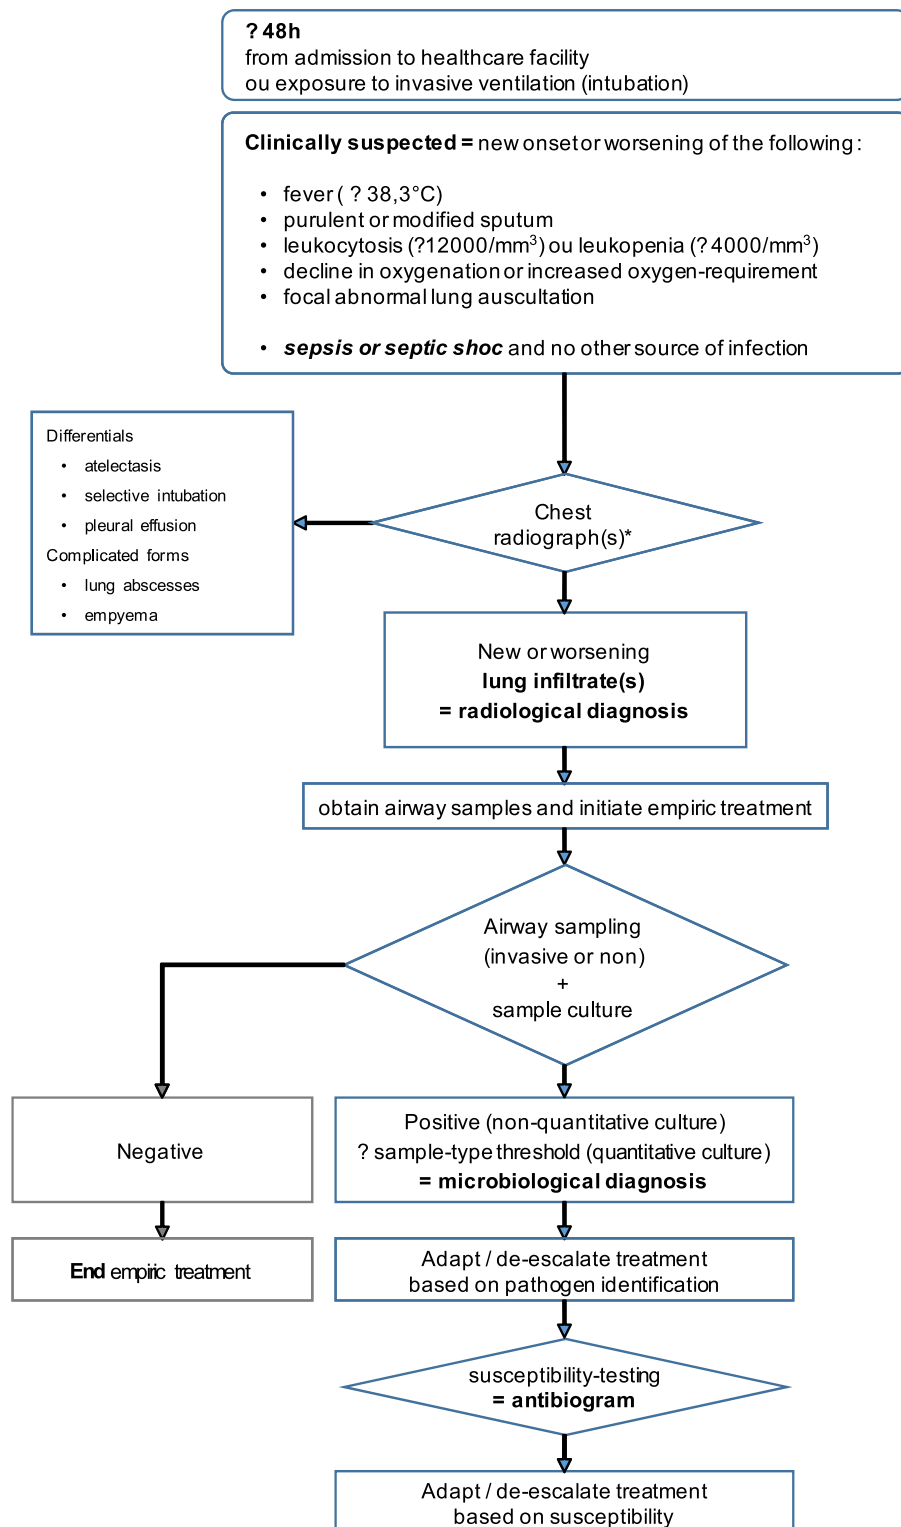 ? 48h
from admission to healthcare facility
ou exposure to invasive ventilation (intubation)
Clinically suspected = new onset or worsening of the following :
• fever ( ? 38,3°C)
• purulent or modified sputum
• leukocytosis (?12000/mm³) ou leukopenia (? 4000/mm³)
• decline in oxygenation or increased oxygen-requirement
• focal abnormal lung auscultation
• sepsis or septic shoc and no other source of infection
Differentials
• atelectasis
• selective intubation
• pleural effusion
Complicated forms
• lung abscesses
• empyema
Chest
radiograph(s)*
New or worsening
lung infiltrate(s)
= radiological diagnosis
obtain airway samples and initiate empiric treatment
Airway sampling
(invasive or non)
+
sample culture
Negative
End empiric treatment
Positive (non-quantitative culture)
? sample-type threshold (quantitative culture)
= microbiological diagnosis
Adapt / de-escalate treatment
based on pathogen identification
susceptibility-testing
= antibiogram
Adapt / de-escalate treatment
based on susceptibility